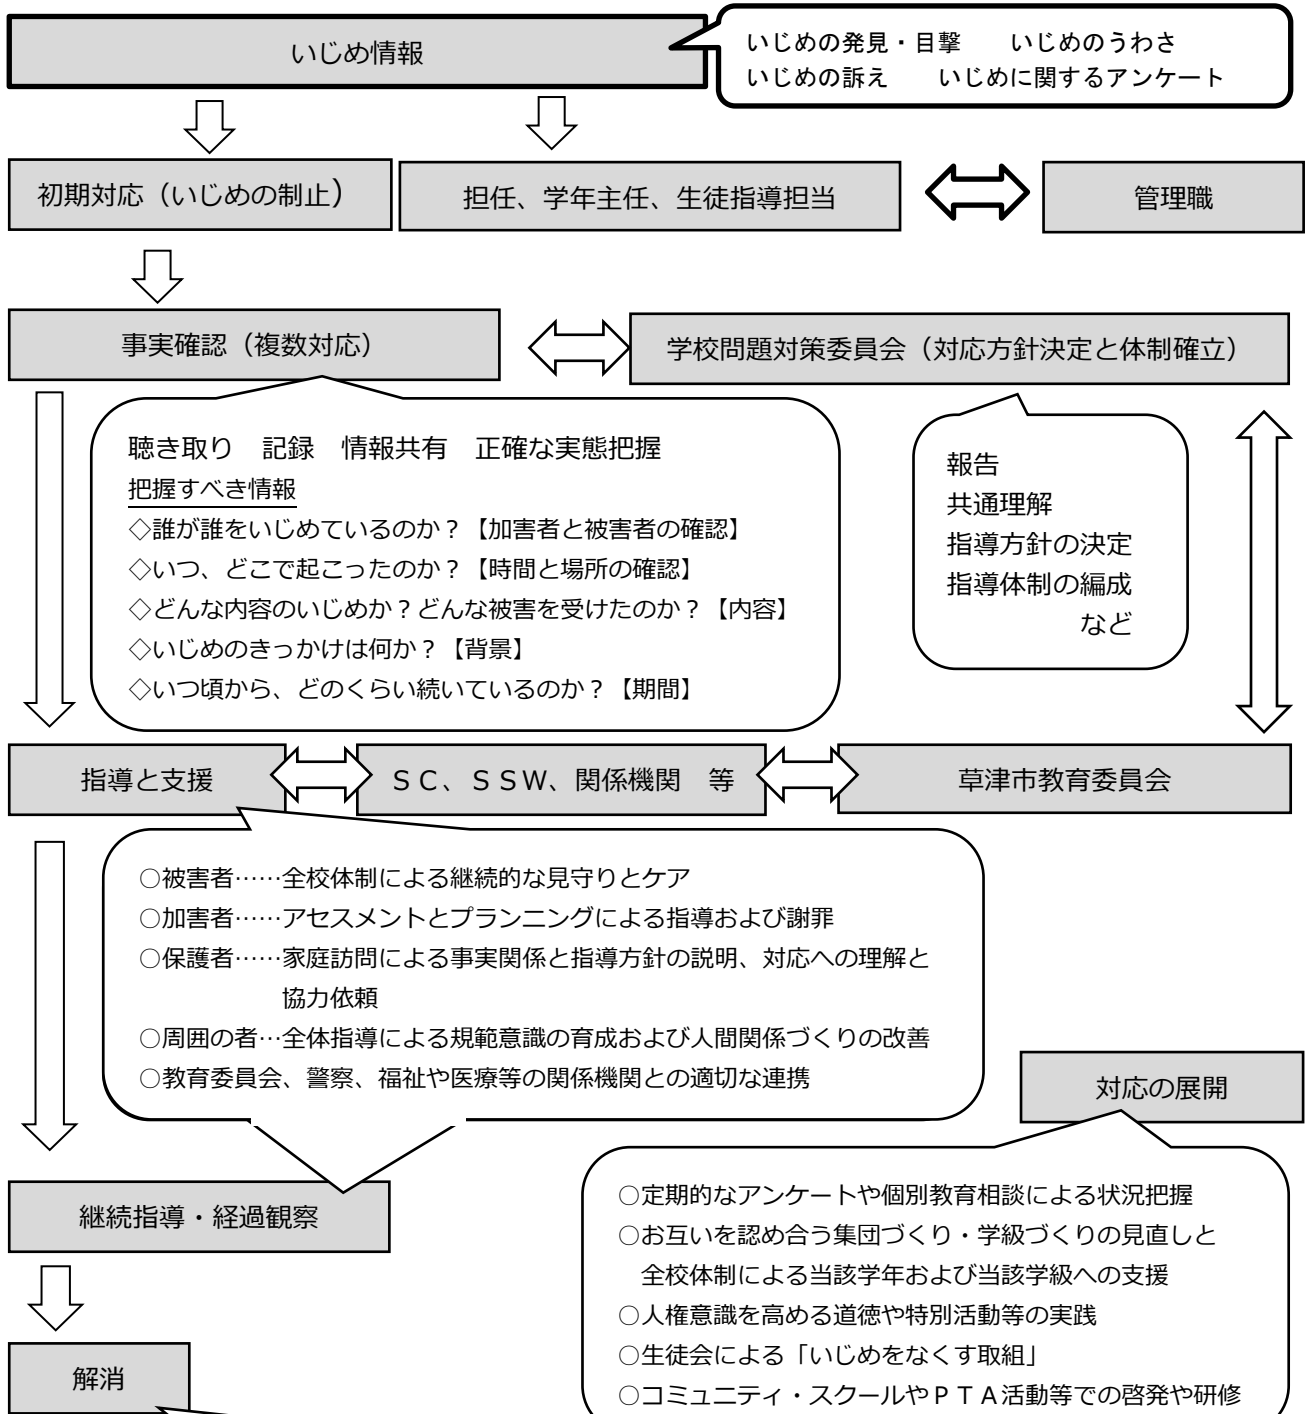 いじめ情報
いじめの発見・目撃　　いじめのうわさ
いじめの訴え　　いじめに関するアンケート
初期対応（いじめの制止）
担任、学年主任、生徒指導担当
管理職
事実確認（複数対応）
学校問題対策委員会（対応方針決定と体制確立）
聴き取り　記録　情報共有　正確な実態把握
把握すべき情報
◇誰が誰をいじめているのか？【加害者と被害者の確認】
◇いつ、どこで起こったのか？【時間と場所の確認】
◇どんな内容のいじめか？どんな被害を受けたのか？【内容】
◇いじめのきっかけは何か？【背景】
◇いつ頃から、どのくらい続いているのか？【期間】
報告
共通理解
指導方針の決定
指導体制の編成
など
指導と支援
ＳＣ、ＳＳＷ、関係機関　等
草津市教育委員会
○被害者……全校体制による継続的な見守りとケア
○加害者……アセスメントとプランニングによる指導および謝罪
○保護者……家庭訪問による事実関係と指導方針の説明、対応への理解と
協力依頼
○周囲の者…全体指導による規範意識の育成および人間関係づくりの改善
○教育委員会、警察、福祉や医療等の関係機関との適切な連携
対応の展開
継続指導・経過観察
○定期的なアンケートや個別教育相談による状況把握
○お互いを認め合う集団づくり・学級づくりの見直しと
全校体制による当該学年および当該学級への支援
○人権意識を高める道徳や特別活動等の実践
○生徒会による「いじめをなくす取組」
○コミュニティ・スクールやＰＴＡ活動等での啓発や研修
解消